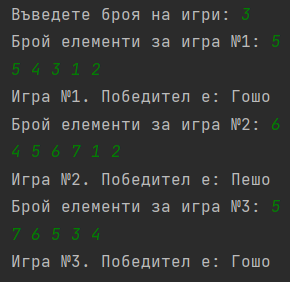 Въведете броя на игри: 3
Брой елементи за игра №1: 5
5 4 3 1 2
Игра №1. Победител е: Гошо
Брой елементи за игра №2: 6
4 5 6 7 1 2
Игра №2. Победител е: Пешо
Брой елементи за игра №3: 5
7 6 5 3 4
Игра №3. Победител е: Гошо